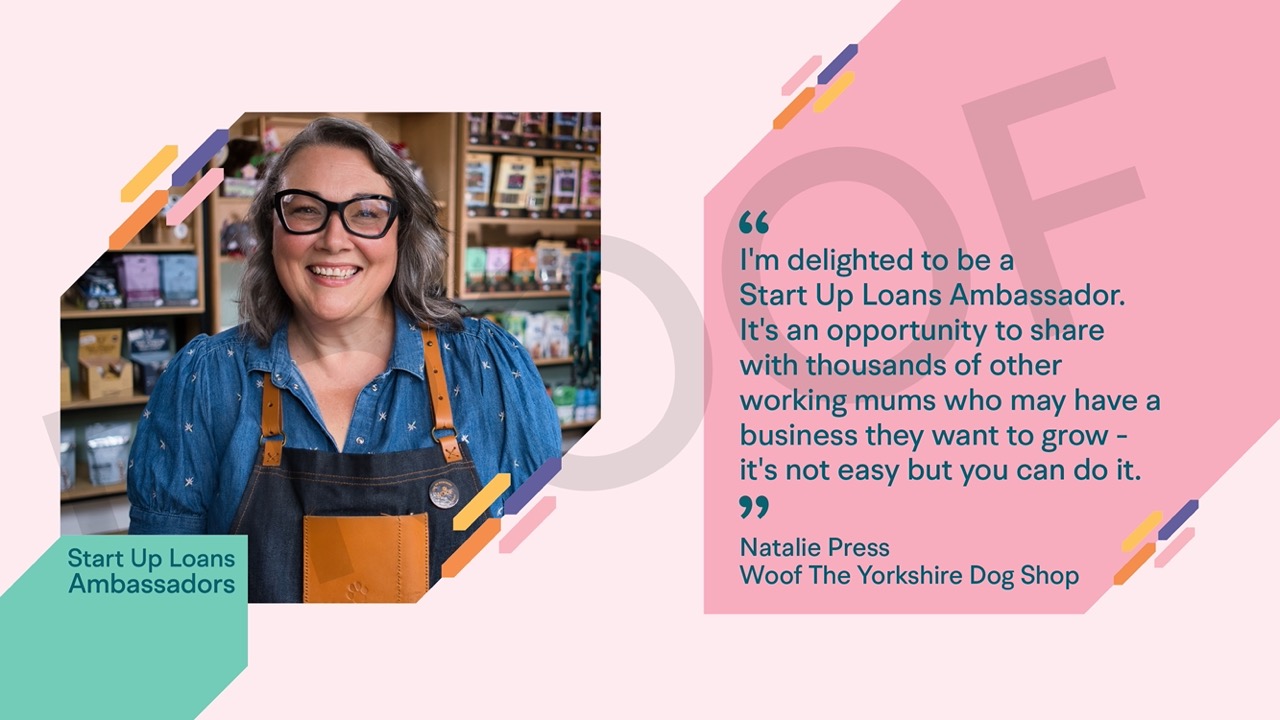 Start Up Loans
Ambassadors
“
I'm delighted to be a
Start Up Loans Ambassador.
It's an opportunity to share
with thousands of other
working mums who may have a
business they want to grow -
it's not easy but you can do it.
”
Natalie Press
Woof The Yorkshire Dog Shop
PROOF